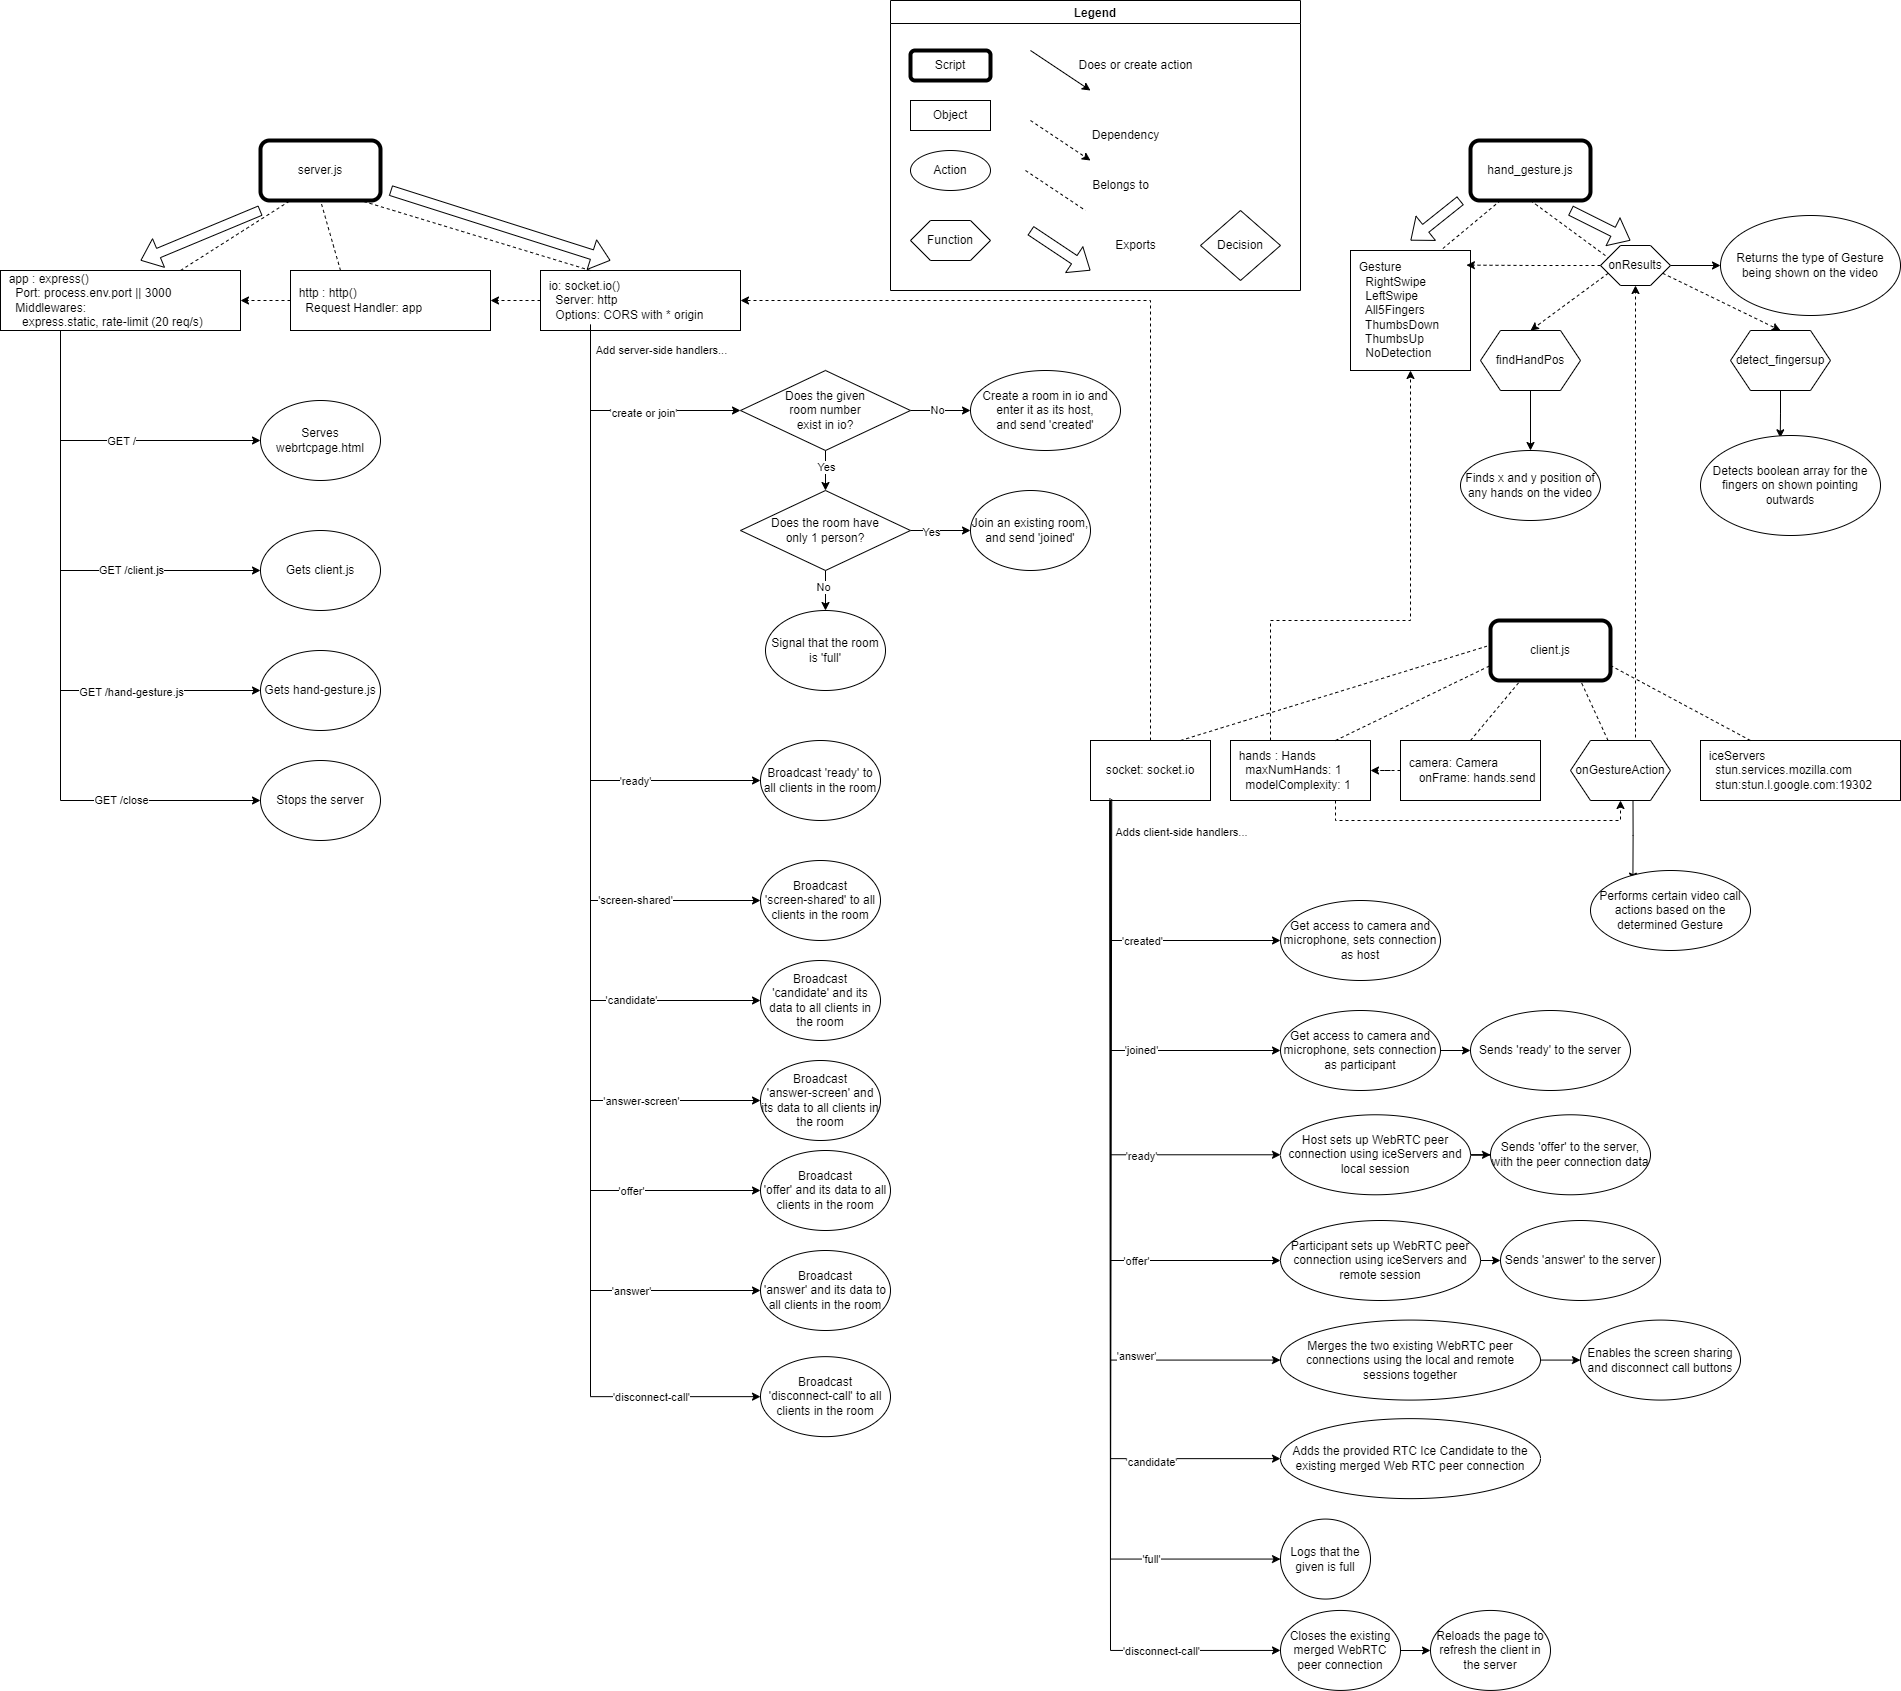 Legend
Script
Does or create action
Object
Dependency
Action
Belongs to
Function
Exports
Decision
server.js
app : express()
Port: process.env.port || 3000
Middlewares:
express.static, rate-limit (20 req/s)
http : http()
Request Handler: app
io: socket.io()
Server: http
Options: CORS with * origin
GET /
Serves
webrtcpage.html
GET /client.js
Gets client.js
GET /hand-gesture.js
Gets hand-gesture.js
GET /close
Stops the server
Add server-side handlers...
'create or join'
Does the given
room number
exist in io?
No
Create a room in io and
enter it as its host,
and send 'created'
Yes
Does the room have
only 1 person?
Yes
Join an existing room,
and send 'joined'
No
Signal that the room
is 'full'
'ready'
Broadcast 'ready' to
all clients in the room
'screen-shared'
Broadcast
'screen-shared' to all
clients in the room
'candidate'
Broadcast
'candidate' and its
data to all clients in
the room
'answer-screen'
Broadcast
'answer-screen' and
its data to all clients in
the room
'offer'
Broadcast
'offer' and its data to all
clients in the room
'answer'
Broadcast
'answer' and its data to
all clients in the room
'disconnect-call'
Broadcast
'disconnect-call' to all
clients in the room
hand_gesture.js
Gesture
RightSwipe
LeftSwipe
All5Fingers
ThumbsDown
ThumbsUp
NoDetection
onResults
Returns the type of Gesture
being shown on the video
findHandPos
detect_fingersup
Finds x and y position of
any hands on the video
Detects boolean array for the
fingers on shown pointing
outwards
client.js
socket: socket.io
hands : Hands
maxNumHands: 1
modelComplexity: 1
camera: Camera
onFrame: hands.send
onGestureAction
iceServers
stun.services.mozilla.com
stun:stun.l.google.com:19302
Performs certain video call
actions based on the
determined Gesture
Adds client-side handlers...
'created'
Get access to camera and
microphone, sets connection
as host
'joined'
Get access to camera and
microphone, sets connection
as participant
Sends 'ready' to the server
'ready'
Host sets up WebRTC peer
connection using iceServers and
local session
Sends 'offer' to the server,
with the peer connection data
'offer'
Participant sets up WebRTC peer
connection using iceServers and
remote session
Sends 'answer' to the server
'answer'
Merges the two existing WebRTC peer
connections using the local and remote
sessions together
Enables the screen sharing
and disconnect call buttons
'candidate'
Adds the provided RTC Ice Candidate to the
existing merged Web RTC peer connection
'full'
Logs that the
given is full
'disconnect-call'
Closes the existing
merged WebRTC
peer connection
Reloads the page to
refresh the client in
the server